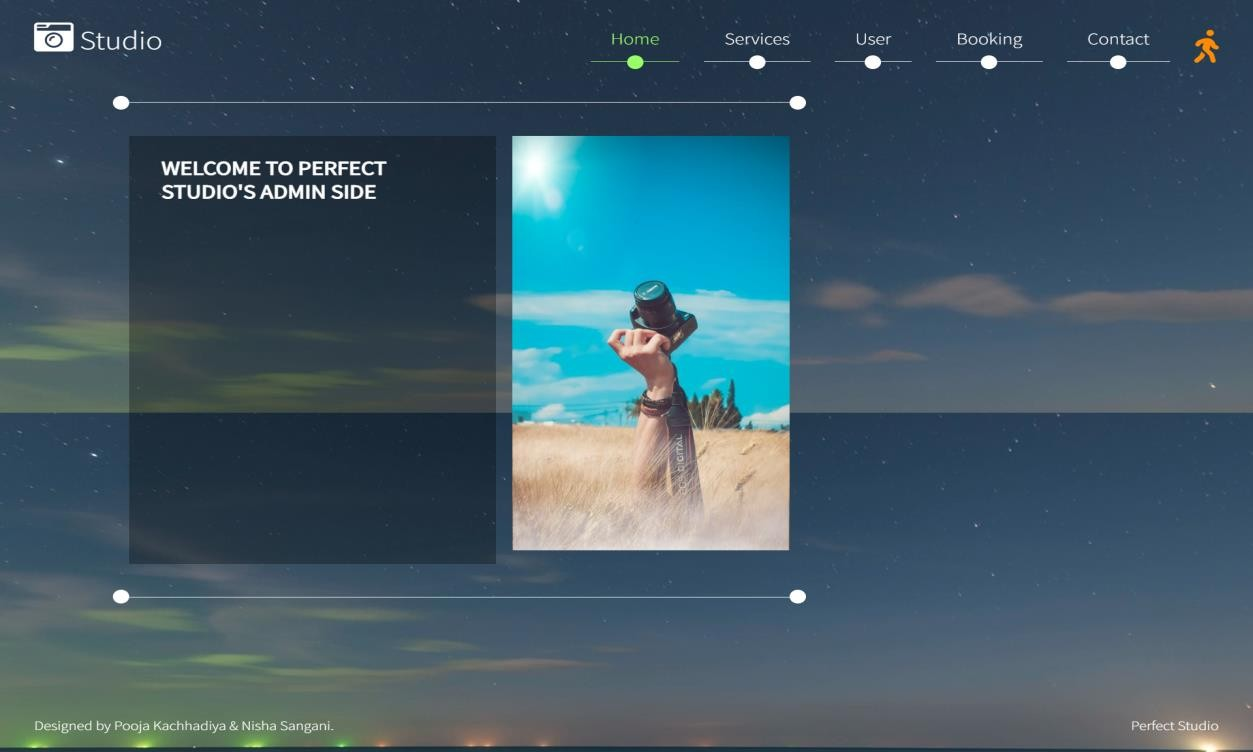 Studio
Home
Services
User
Booking
Contact
WELCOME TO PERFECT
STUDIO'S ADMIN SIDE
DIGITAL
Designed by Pooja Kachhadiya & Nisha Sangani.
Perfect Studio